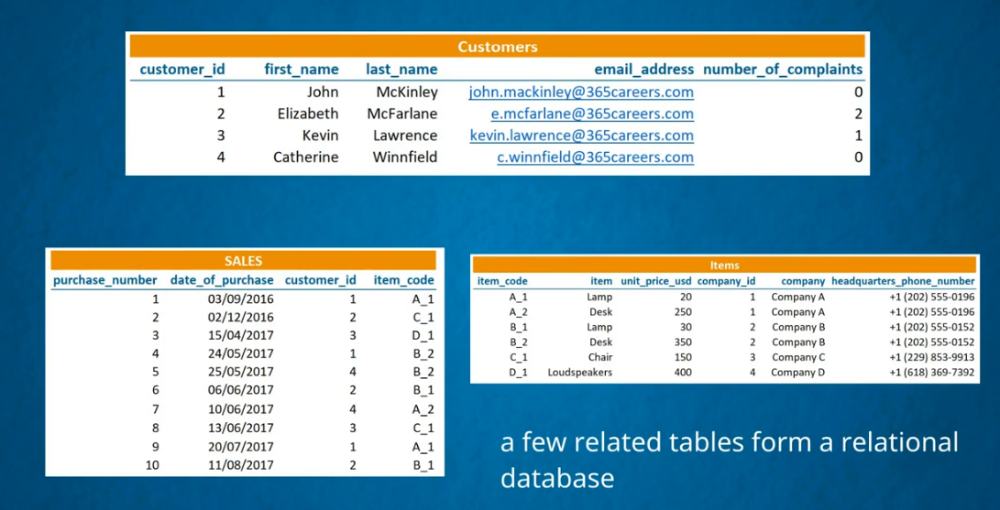 Customers
customer_id first_name last_name email_address number_of_complaints
1 John McKinley john.mackinley@365careers.com 0
2 Elizabeth McFarlane e.mcfarlane@365careers.com 2
3 Kevin Lawrence kevin.lawrence@365careers.com 1
4 Catherine Winnfield c.winnfield@365careers.com 0
SALES
purchase_number date_of_purchase customer_id item_code
1 03/09/2016 1 A_1
2 02/12/2016 2 C_1
3 15/04/2017 3 D_1
4 24/05/2017 1 B_2
5 25/05/2017 4 B_2
6 06/06/2017 2 B_1
7 10/06/2017 4 A_2
8 13/06/2017 3 C_1
9 20/07/2017 1 A_1
10 11/08/2017 2 B_1
Items
item_code item unit_price_usd company_id company headquarters_phone_number
A_1 Lamp 20 1 Company A +1 (202) 555-0196
A_2 Desk 250 1 Company A +1 (202) 555-0196
B_1 Lamp 30 2 Company B +1 (202) 555-0152
B_2 Desk 350 2 Company B +1 (202) 555-0152
C_1 Chair 150 3 Company C +1 (229) 853-9913
D_1 Loudspeakers 400 4 Company D +1 (618) 369-7392
a few related tables form a relational
database